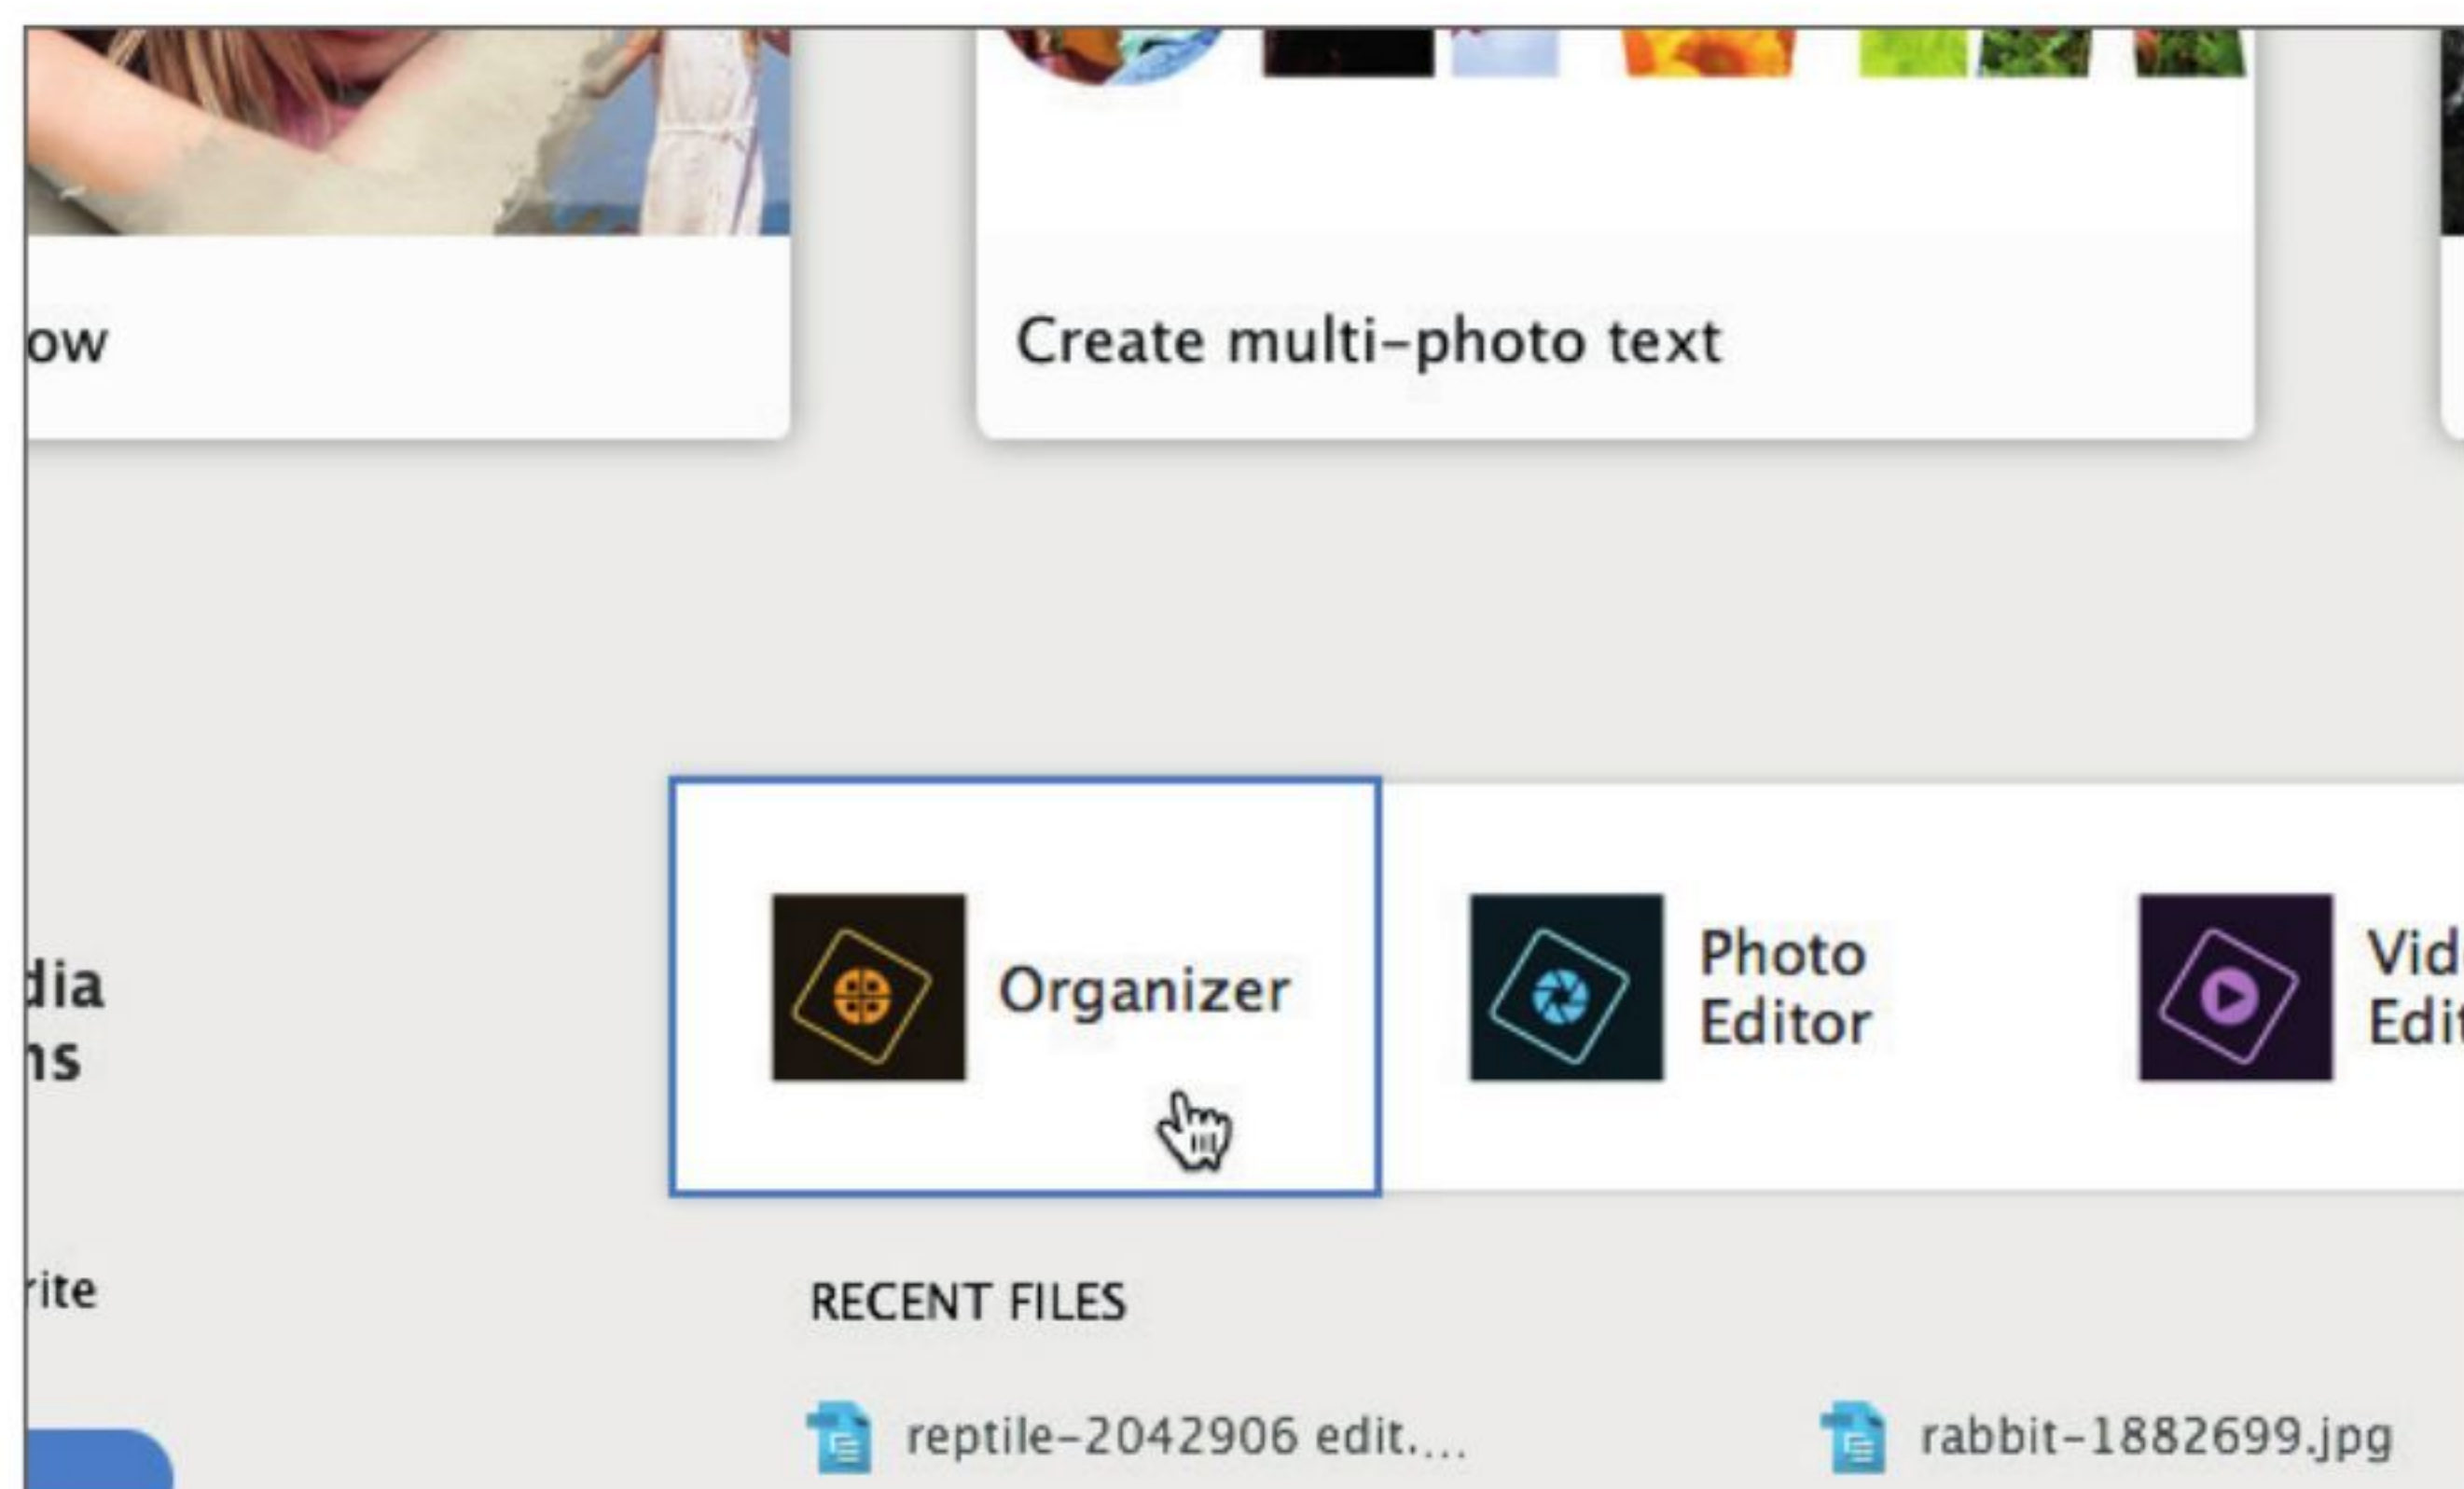 ow
Create multi-photo text
dia
ns
Organizer
Photo
Editor
Vid
Edit
rite
RECENT FILES
reptile-2042906 edit....
rabbit-1882699.jpg